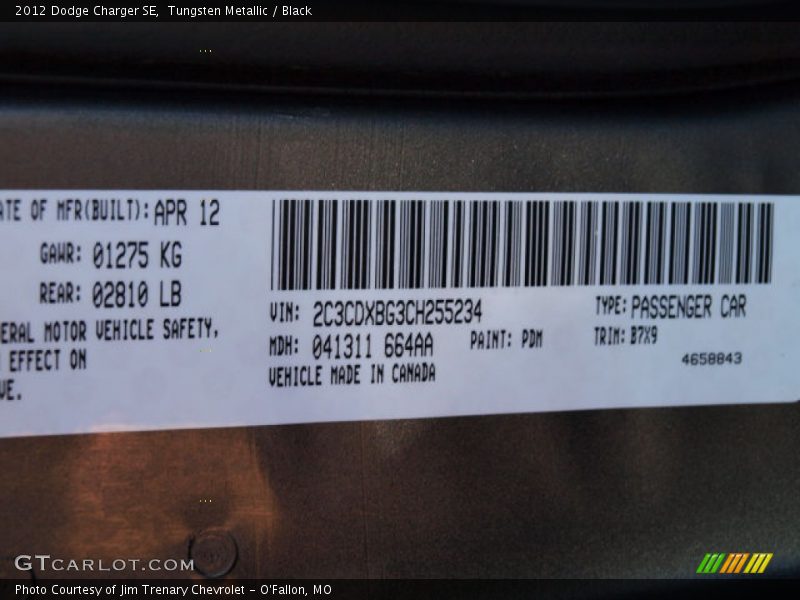 2012 Dodge Charger SE,  Tungsten Metallic / Black
ATE OF MFR(BUILT): APR 12
GAWR: 01275 KG
REAR: 02810 LB
ERAL MOTOR VEHICLE SAFETY,
EFFECT ON
VE.
VIN: 2C3CDXBG3CH255234
TYPE: PASSENGER CAR
MDH: 041311 664AA
PAINT: PDM
TRIM: B7X9
VEHICLE MADE IN CANADA
4658843
GTCARLOT.COM
Photo Courtesy of Jim Trenary Chevrolet - O'Fallon, MO